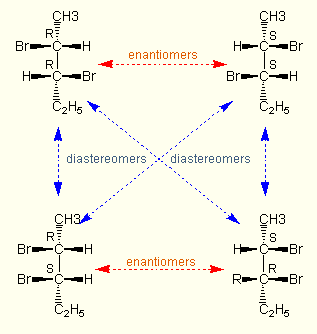 CH3 CH3
R S
Br C H enantiomers H C Br
R S
H C Br Br C H
C2H5 C2H5
diastereomers diastereomers
CH3 CH3
R S
Br C H H C Br
S enantiomers R
Br C H R C Br
C2H5 C2H5